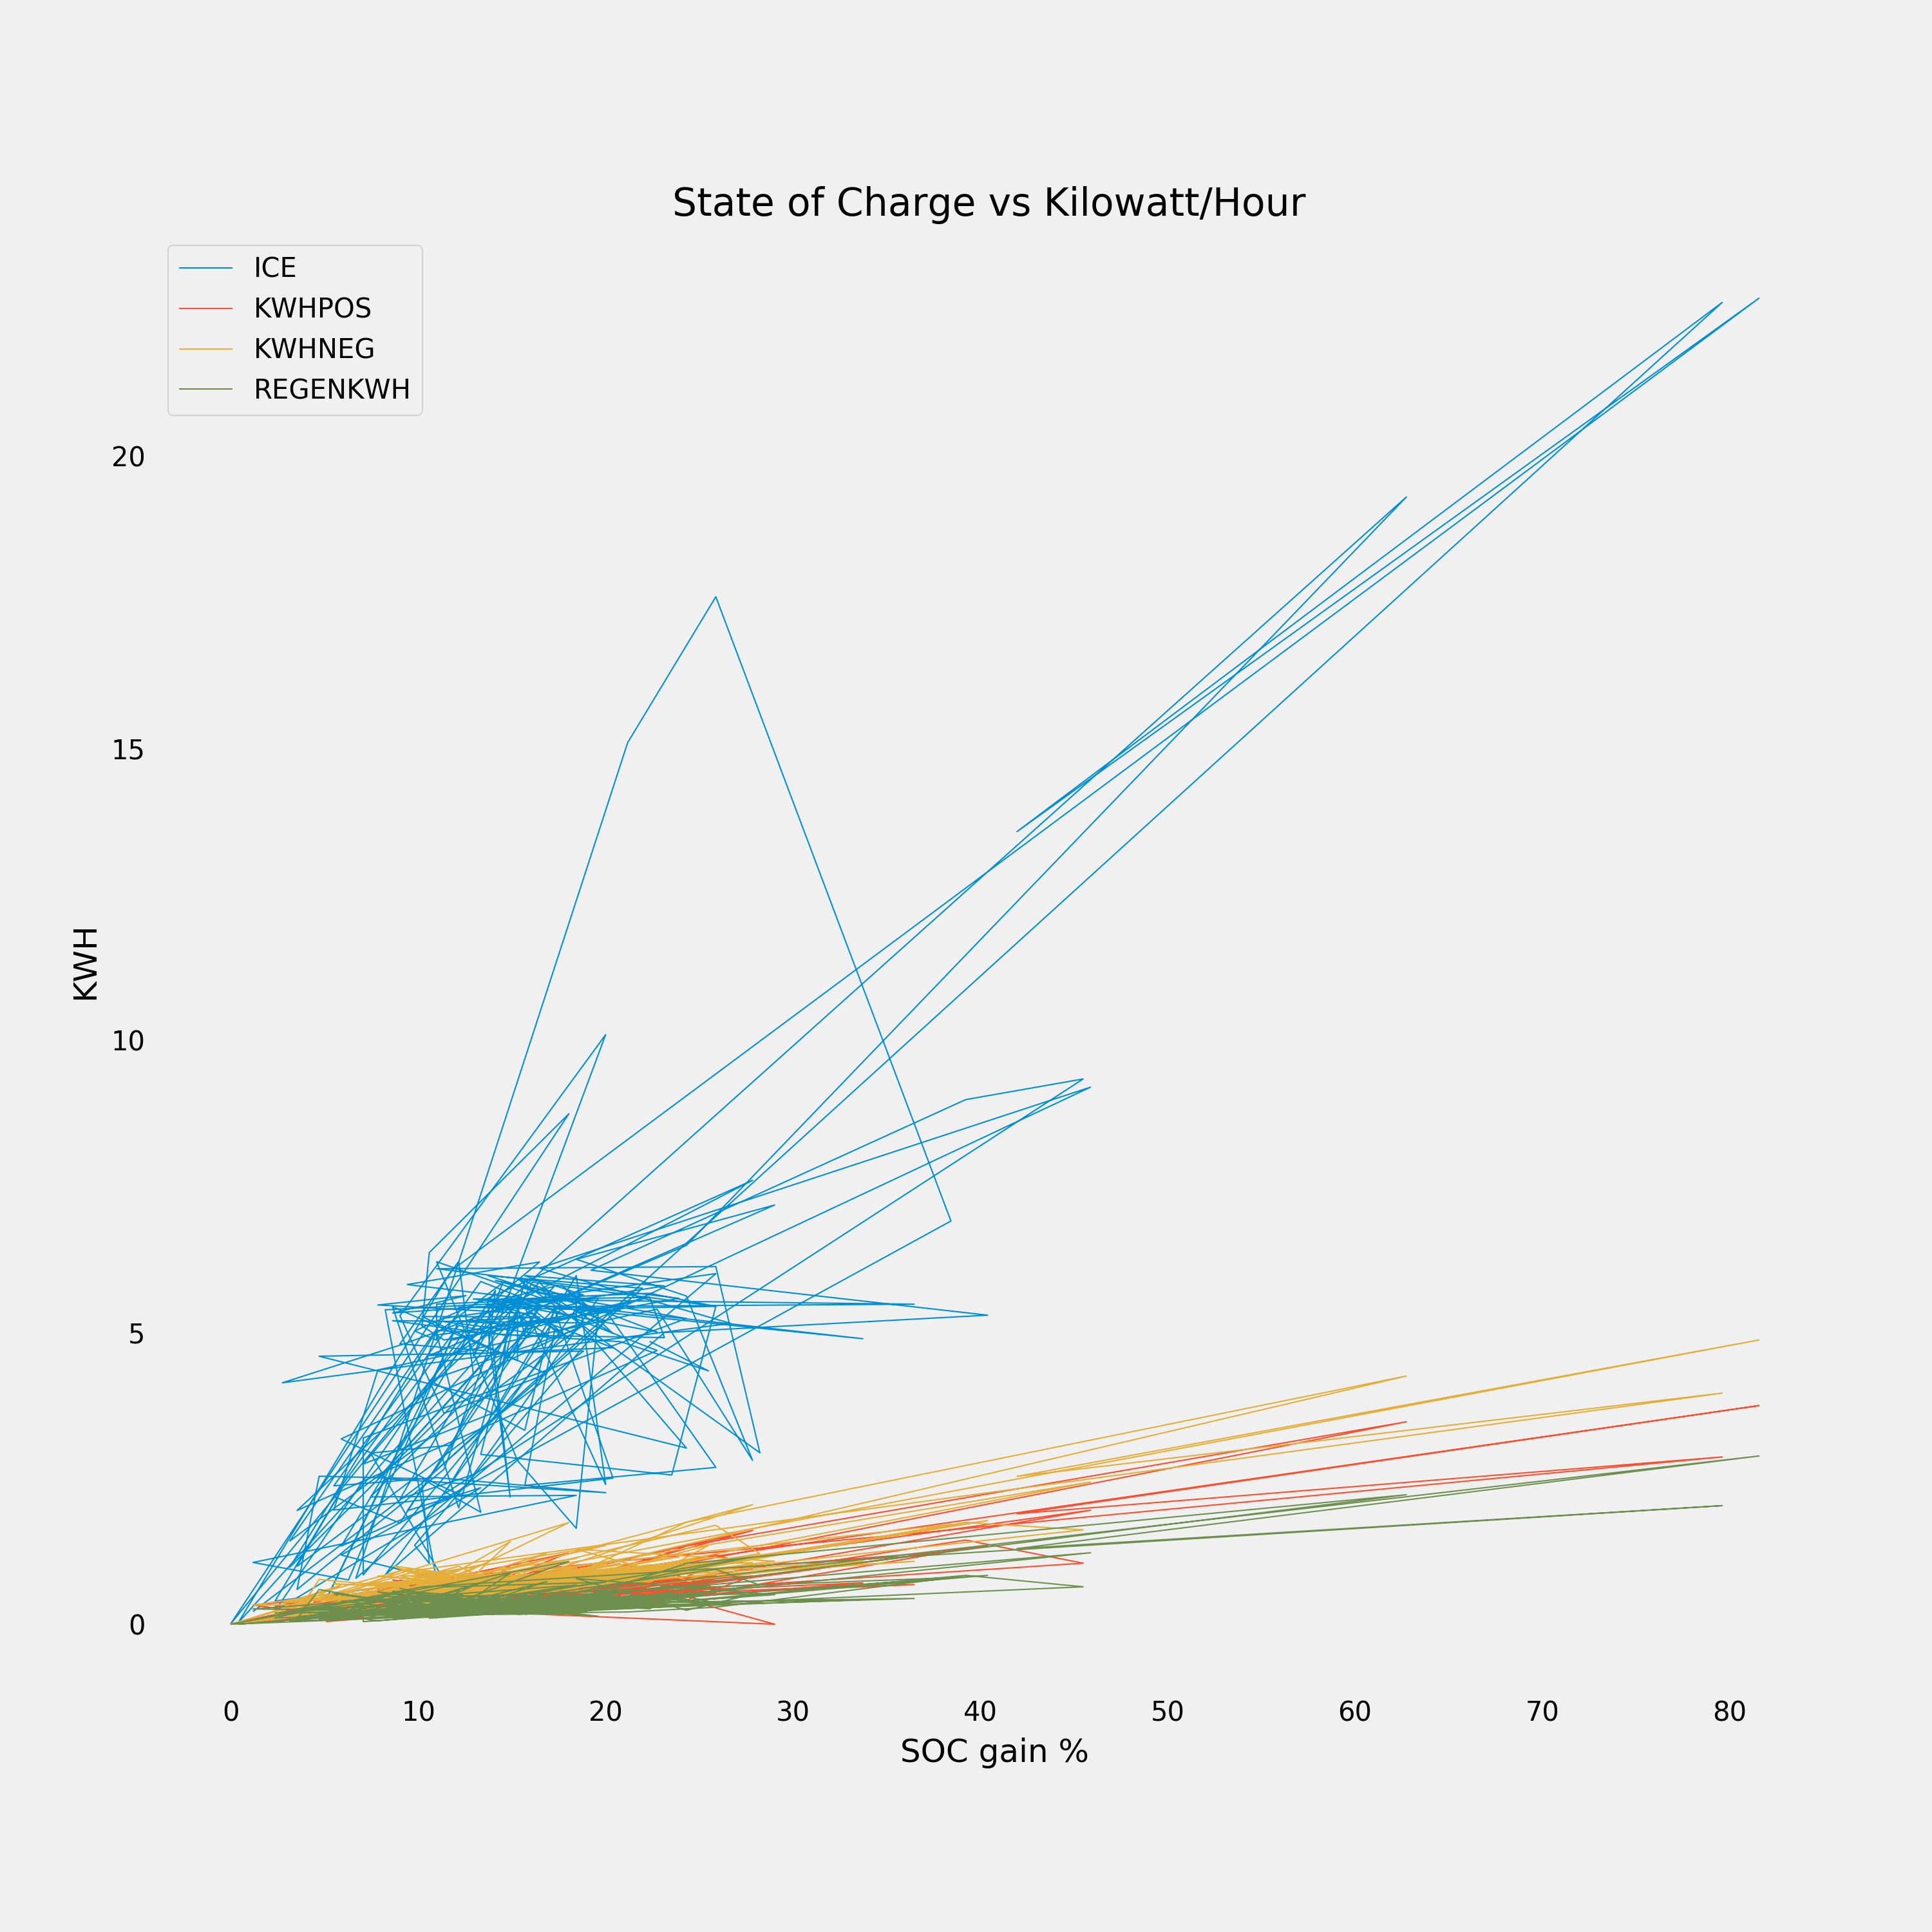 State of Charge vs Kilowatt/Hour
ICE
KWHPOS
KWHNEG
REGENKWH
20
15
10
5
0
KWH
0 10 20 30 40 50 60 70 80
SOC gain %